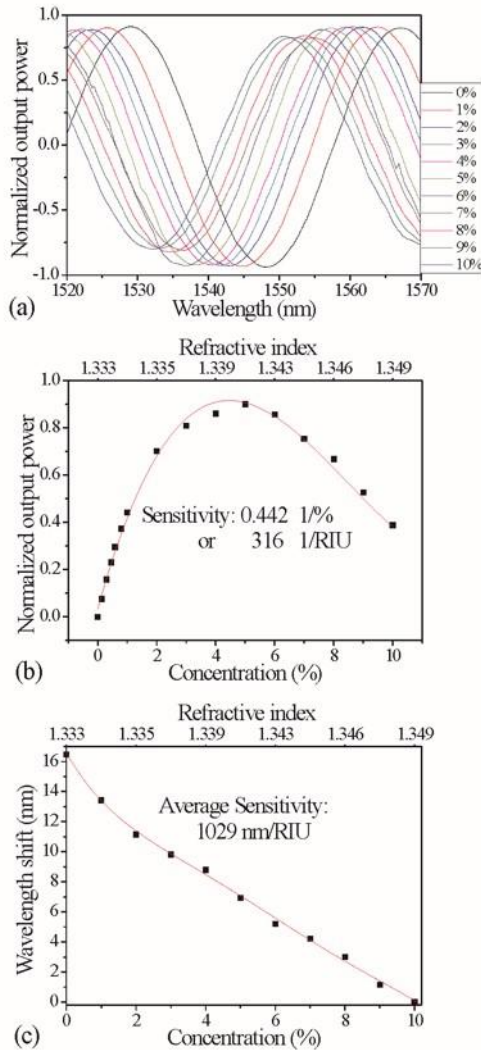 1.0
0.5
0.0
-0.5
-1.0
Normalized output power
1520 1530 1540 1550 1560 1570
Wavelength (nm)
0%
1%
2%
3%
4%
5%
6%
7%
8%
9%
10%
(a)
Refractive index
1.333 1.335 1.339 1.343 1.346 1.349
1.0
0.8
0.6
0.4
0.2
0.0
Normalized output power
Sensitivity: 0.442 1/%
or 316 1/RIU
0 2 4 6 8 10
Concentration (%)
(b)
Refractive index
1.333 1.335 1.339 1.343 1.346 1.349
16
14
12
10
8
6
4
2
0
Wavelength shift (nm)
Average Sensitivity:
1029 nm/RIU
0 2 4 6 8 10
Concentration (%)
(c)